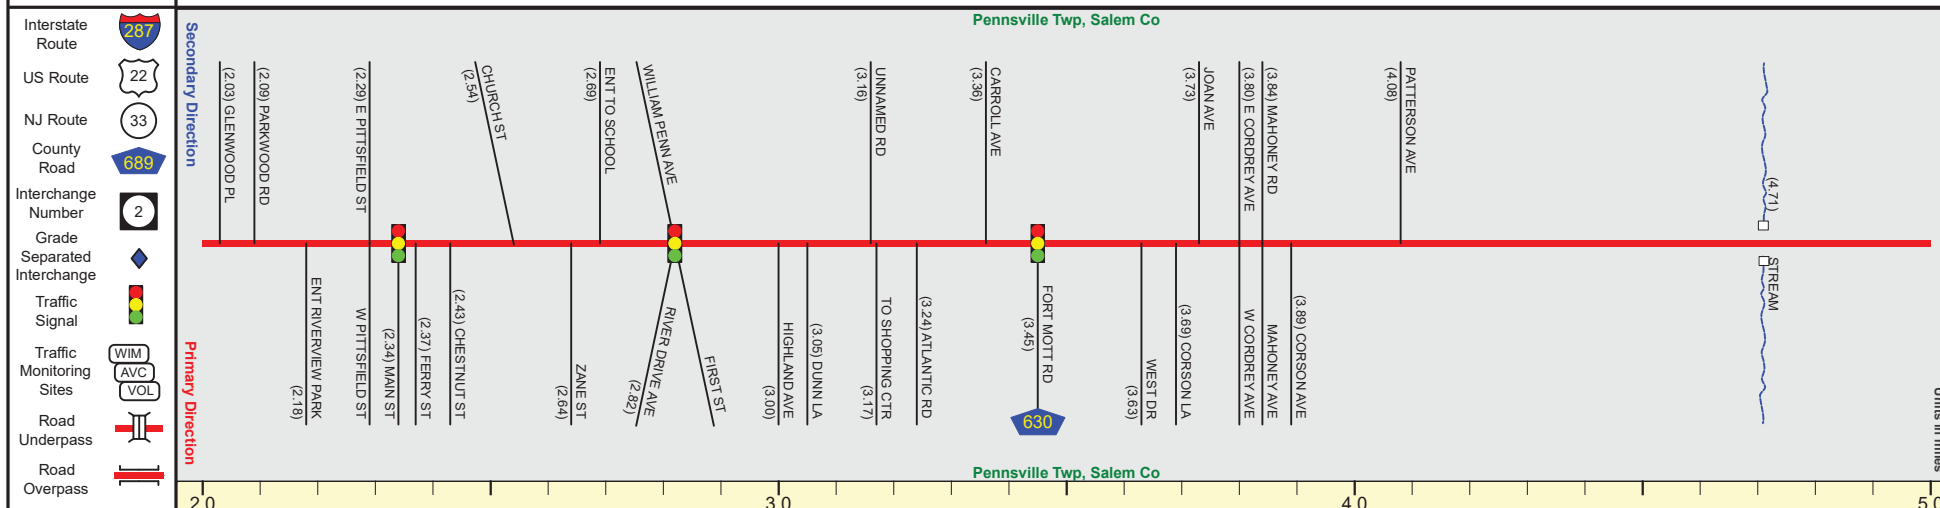 Interstate
Route
287
US Route
22
NJ Route
33
County
Road
689
Interchange
Number
2
Grade
Separated
Interchange
Traffic
Signal
Traffic
Monitoring
Sites
WIM
AVC
VOL
Road
Underpass
Road
Overpass
Secondary Direction
Primary Direction
Pennsville Twp, Salem Co
(2.03) GLENWOOD PL
(2.09) PARKWOOD RD
(2.29) E PITTSFIELD ST
CHURCH ST
(2.54)
ENT TO SCHOOL
(2.69)
WILLIAM PENN AVE
UNNAMED RD
(3.16)
CARROLL AVE
(3.36)
JOAN AVE
(3.73)
(3.80) E CORDREY AVE
(3.84) MAHONEY RD
PATTERSON AVE
(4.08)
(4.71)
STREAM
ENT RIVERVIEW PARK
(2.18)
W PITTSFIELD ST
(2.34) MAIN ST
(2.37) FERRY ST
(2.43) CHESTNUT ST
ZANE ST
(2.64)
RIVER DRIVE AVE
(2.82)
FIRST ST
HIGHLAND AVE
(3.00)
(3.05) DUNN LA
TO SHOPPING CTR
(3.17)
(3.24) ATLANTIC RD
FORT MOTT RD
(3.45)
630
WEST DR
(3.63)
(3.69) CORSON LA
W CORDREY AVE
MAHONEY AVE
(3.89) CORSON AVE
Pennsville Twp, Salem Co
2.0
3.0
4.0
5.0
Units in miles